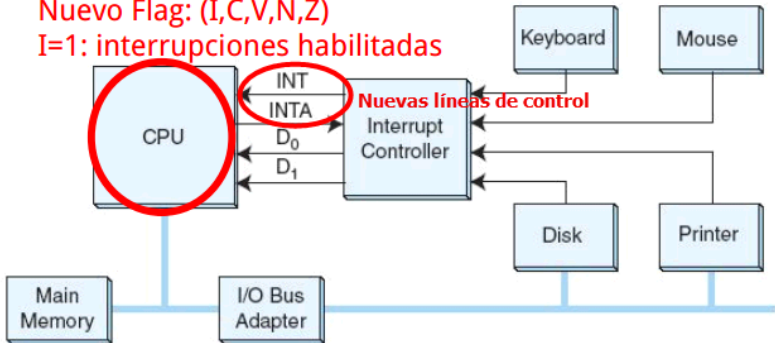 Nuevo Flag: (I,C,V,N,Z)
I=1: interrupciones habilitadas
Keyboard
Mouse
INT
Nuevas líneas de control
INTA
CPU
D0
D1
Interrupt
Controller
Disk
Printer
Main
Memory
I/O Bus
Adapter